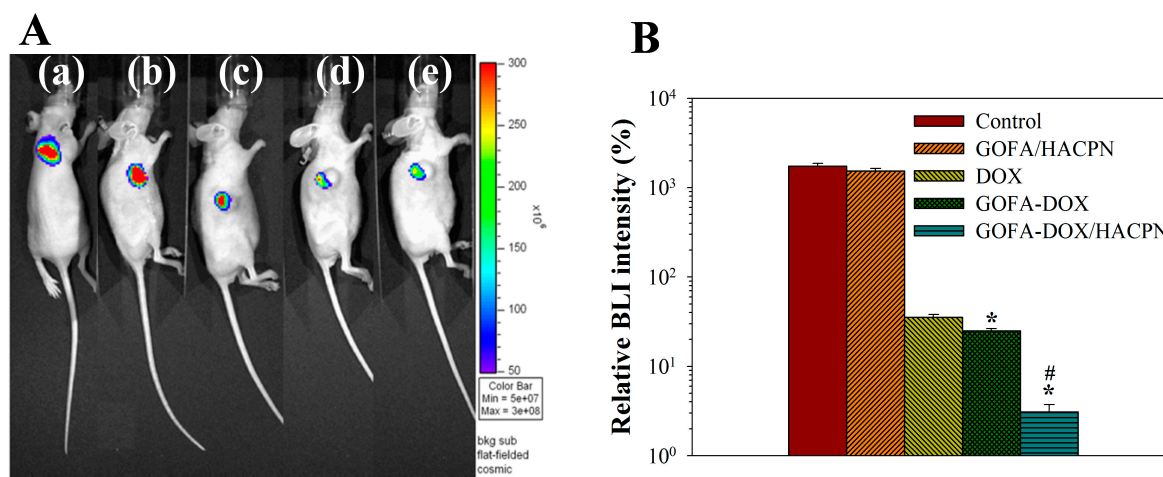 A
(a) (b) (c) (d) (e)
300
250
200
150
100
50
x10⁶
Color Bar
Min = 5e+07
Max = 3e+08
bkg sub
flat-fielded
cosmic
B
Relative BLI intensity (%)
10⁴
10³
10²
10¹
10⁰
Control
GOFA/HACPN
DOX
GOFA-DOX
GOFA-DOX/HACPN
*
#
*